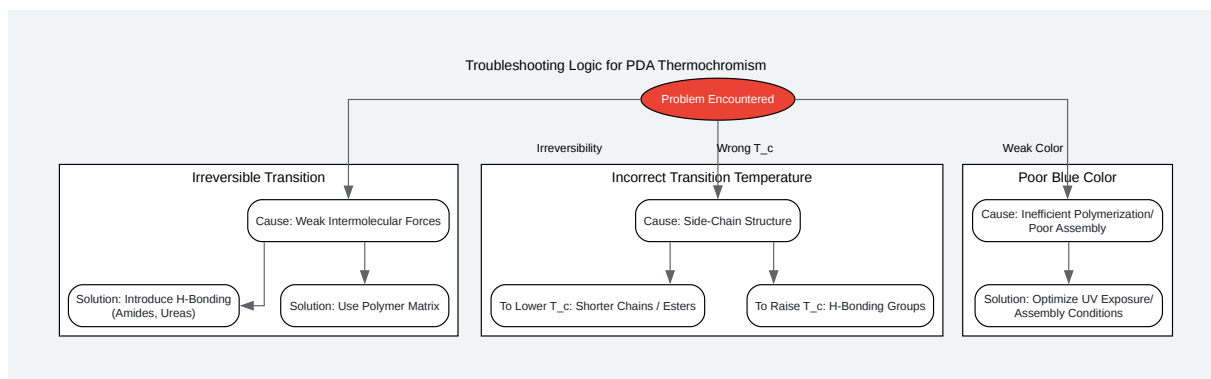 Troubleshooting Logic for PDA Thermochromism
Problem Encountered
Irreversibility
Wrong T_c
Weak Color
Irreversible Transition
Cause: Weak Intermolecular Forces
Solution: Introduce H-Bonding
(Amides, Ureas)
Solution: Use Polymer Matrix
Incorrect Transition Temperature
Cause: Side-Chain Structure
To Lower T_c: Shorter Chains / Esters
To Raise T_c: H-Bonding Groups
Poor Blue Color
Cause: Inefficient Polymerization/
Poor Assembly
Solution: Optimize UV Exposure/
Assembly Conditions